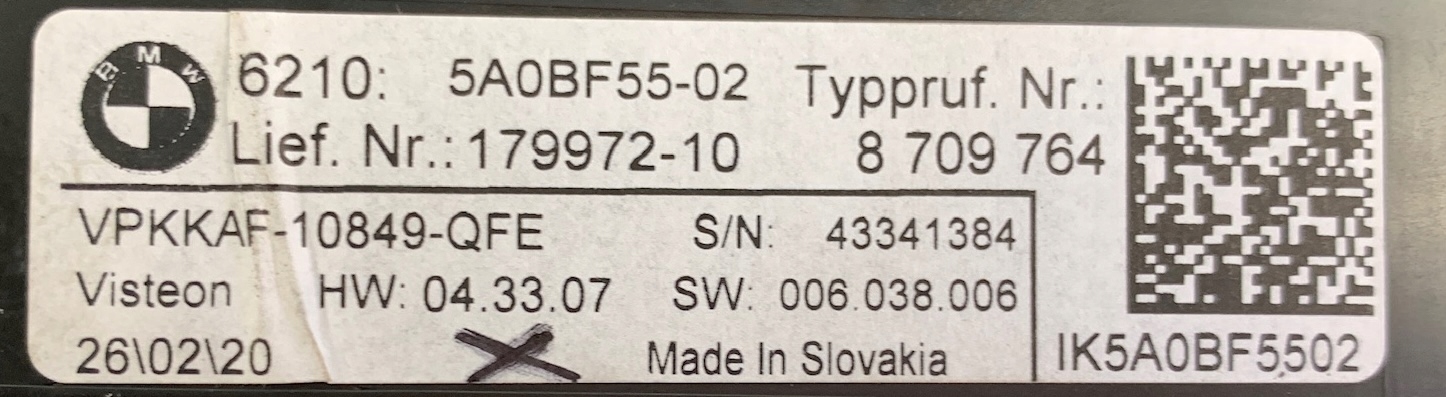 BMW
6210: 5A0BF55-02 Typpruf. Nr.:
Lief. Nr.: 179972-10 8 709 764
VPKKAF-10849-QFE S/N: 43341384
Visteon HW: 04.33.07 SW: 006.038.006
26\02\20 Made In Slovakia IK5A0BF5502